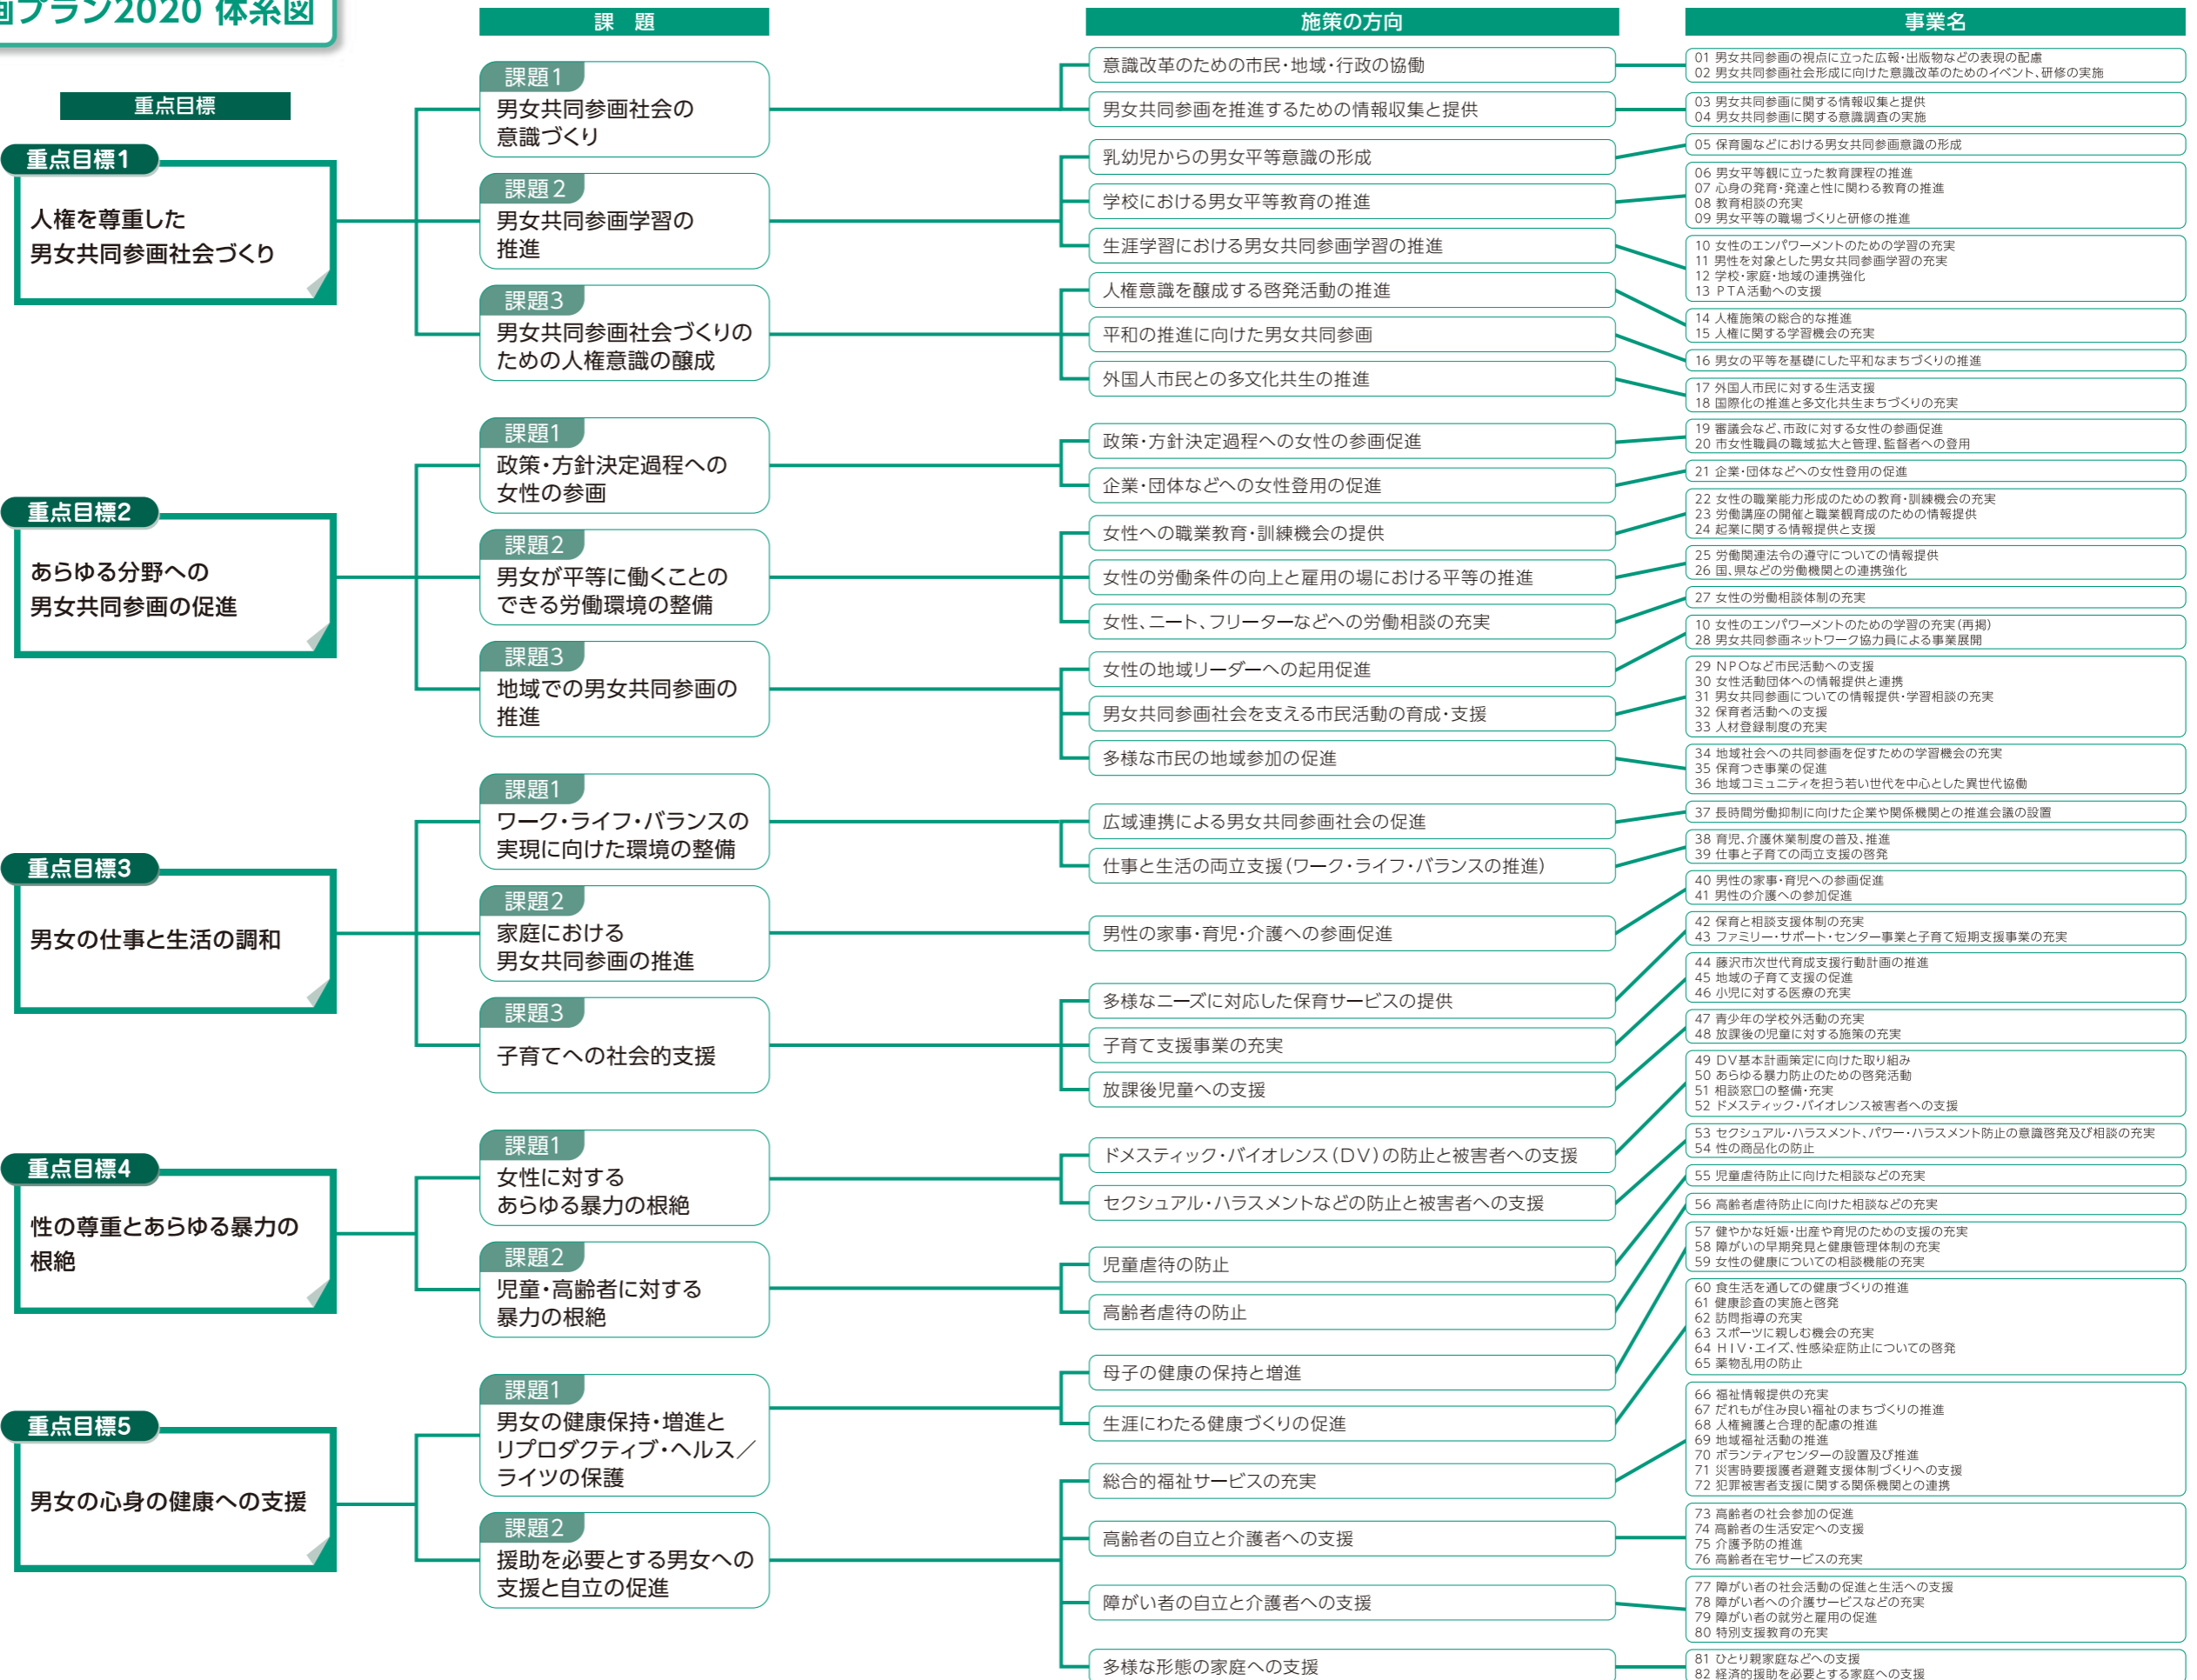 画プラン2020 体系図
重点目標
重点目標1
人権を尊重した
男女共同参画社会づくり
重点目標2
あらゆる分野への
男女共同参画の促進
重点目標3
男女の仕事と生活の調和
重点目標4
性の尊重とあらゆる暴力の
根絶
重点目標5
男女の心身の健康への支援
課 題
課題1
男女共同参画社会の
意識づくり
課題2
男女共同参画学習の
推進
課題3
男女共同参画社会づくりの
ための人権意識の醸成
課題1
政策・方針決定過程への
女性の参画
課題2
男女が平等に働くことの
できる労働環境の整備
課題3
地域での男女共同参画の
推進
課題1
ワーク・ライフ・バランスの
実現に向けた環境の整備
課題2
家庭における
男女共同参画の推進
課題3
子育てへの社会的支援
課題1
女性に対する
あらゆる暴力の根絶
課題2
児童・高齢者に対する
暴力の根絶
課題1
男女の健康保持・増進と
リプロダクティブ・ヘルス／
ライツの保護
課題2
援助を必要とする男女への
支援と自立の促進
施策の方向
意識改革のための市民・地域・行政の協働
男女共同参画を推進するための情報収集と提供
乳幼児からの男女平等意識の形成
学校における男女平等教育の推進
生涯学習における男女共同参画学習の推進
人権意識を醸成する啓発活動の推進
平和の推進に向けた男女共同参画
外国人市民との多文化共生の推進
政策・方針決定過程への女性の参画促進
企業・団体などへの女性登用の促進
女性への職業教育・訓練機会の提供
女性の労働条件の向上と雇用の場における平等の推進
女性、ニート、フリーターなどへの労働相談の充実
女性の地域リーダーへの起用促進
男女共同参画社会を支える市民活動の育成・支援
多様な市民の地域参加の促進
広域連携による男女共同参画社会の促進
仕事と生活の両立支援（ワーク・ライフ・バランスの推進）
男性の家事・育児・介護への参画促進
多様なニーズに対応した保育サービスの提供
子育て支援事業の充実
放課後児童への支援
ドメスティック・バイオレンス（DV）の防止と被害者への支援
セクシュアル・ハラスメントなどの防止と被害者への支援
児童虐待の防止
高齢者虐待の防止
母子の健康の保持と増進
生涯にわたる健康づくりの促進
総合的福祉サービスの充実
高齢者の自立と介護者への支援
障がい者の自立と介護者への支援
多様な形態の家庭への支援
事業名
01 男女共同参画の視点に立った広報・出版物などの表現の配慮
02 男女共同参画社会形成に向けた意識改革のためのイベント、研修の実施
03 男女共同参画に関する情報収集と提供
04 男女共同参画に関する意識調査の実施
05 保育園などにおける男女共同参画意識の形成
06 男女平等観に立った教育課程の推進
07 心身の発育・発達と性に関わる教育の推進
08 教育相談の充実
09 男女平等の職場づくりと研修の推進
10 女性のエンパワーメントのための学習の充実
11 男性を対象とした男女共同参画学習の充実
12 学校・家庭・地域の連携強化
13 PTA活動への支援
14 人権施策の総合的な推進
15 人権に関する学習機会の充実
16 男女の平等を基礎にした平和なまちづくりの推進
17 外国人市民に対する生活支援
18 国際化の推進と多文化共生まちづくりの充実
19 審議会など、市政に対する女性の参画促進
20 市女性職員の職域拡大と管理、監督者への登用
21 企業・団体などへの女性登用の促進
22 女性の職業能力形成のための教育・訓練機会の充実
23 労働講座の開催と職業観育成のための情報提供
24 起業に関する情報提供と支援
25 労働関連法令の遵守についての情報提供
26 国、県などの労働機関との連携強化
27 女性の労働相談体制の充実
10 女性のエンパワーメントのための学習の充実（再掲）
28 男女共同参画ネットワーク協力員による事業展開
29 NPOなど市民活動への支援
30 女性活動団体への情報提供と連携
31 男女共同参画についての情報提供・学習相談の充実
32 保育者活動への支援
33 人材登録制度の充実
34 地域社会への共同参画を促すための学習機会の充実
35 保育つき事業の促進
36 地域コミュニティを担う若い世代を中心とした異世代協働
37 長時間労働抑制に向けた企業や関係機関との推進会議の設置
38 育児、介護休業制度の普及、推進
39 仕事と子育ての両立支援の啓発
40 男性の家事・育児への参画促進
41 男性の介護への参加促進
42 保育と相談支援体制の充実
43 ファミリー・サポート・センター事業と子育て短期支援事業の充実
44 藤沢市次世代育成支援行動計画の推進
45 地域の子育て支援の促進
46 小児に対する医療の充実
47 青少年の学校外活動の充実
48 放課後の児童に対する施策の充実
49 DV基本計画策定に向けた取り組み
50 あらゆる暴力防止のための啓発活動
51 相談窓口の整備・充実
52 ドメスティック・バイオレンス被害者への支援
53 セクシュアル・ハラスメント、パワー・ハラスメント防止の意識啓発及び相談の充実
54 性の商品化の防止
55 児童虐待防止に向けた相談などの充実
56 高齢者虐待防止に向けた相談などの充実
57 健やかな妊娠・出産や育児のための支援の充実
58 障がいの早期発見と健康管理体制の充実
59 女性の健康についての相談機能の充実
60 食生活を通しての健康づくりの推進
61 健康診査の実施と啓発
62 訪問指導の充実
63 スポーツに親しむ機会の充実
64 HIV・エイズ、性感染症防止についての啓発
65 薬物乱用の防止
66 福祉情報提供の充実
67 だれもが住み良い福祉のまちづくりの推進
68 人権擁護と合理的配慮の推進
69 地域福祉活動の推進
70 ボランティアセンターの設置及び推進
71 災害時要援護者避難支援体制づくりへの支援
72 犯罪被害者支援に関する関係機関との連携
73 高齢者の社会参加の促進
74 高齢者の生活安定への支援
75 介護予防の推進
76 高齢者在宅サービスの充実
77 障がい者の社会活動の促進と生活への支援
78 障がい者への介護サービスなどの充実
79 障がい者の就労と雇用の促進
80 特別支援教育の充実
81 ひとり親家庭などへの支援
82 経済的援助を必要とする家庭への支援